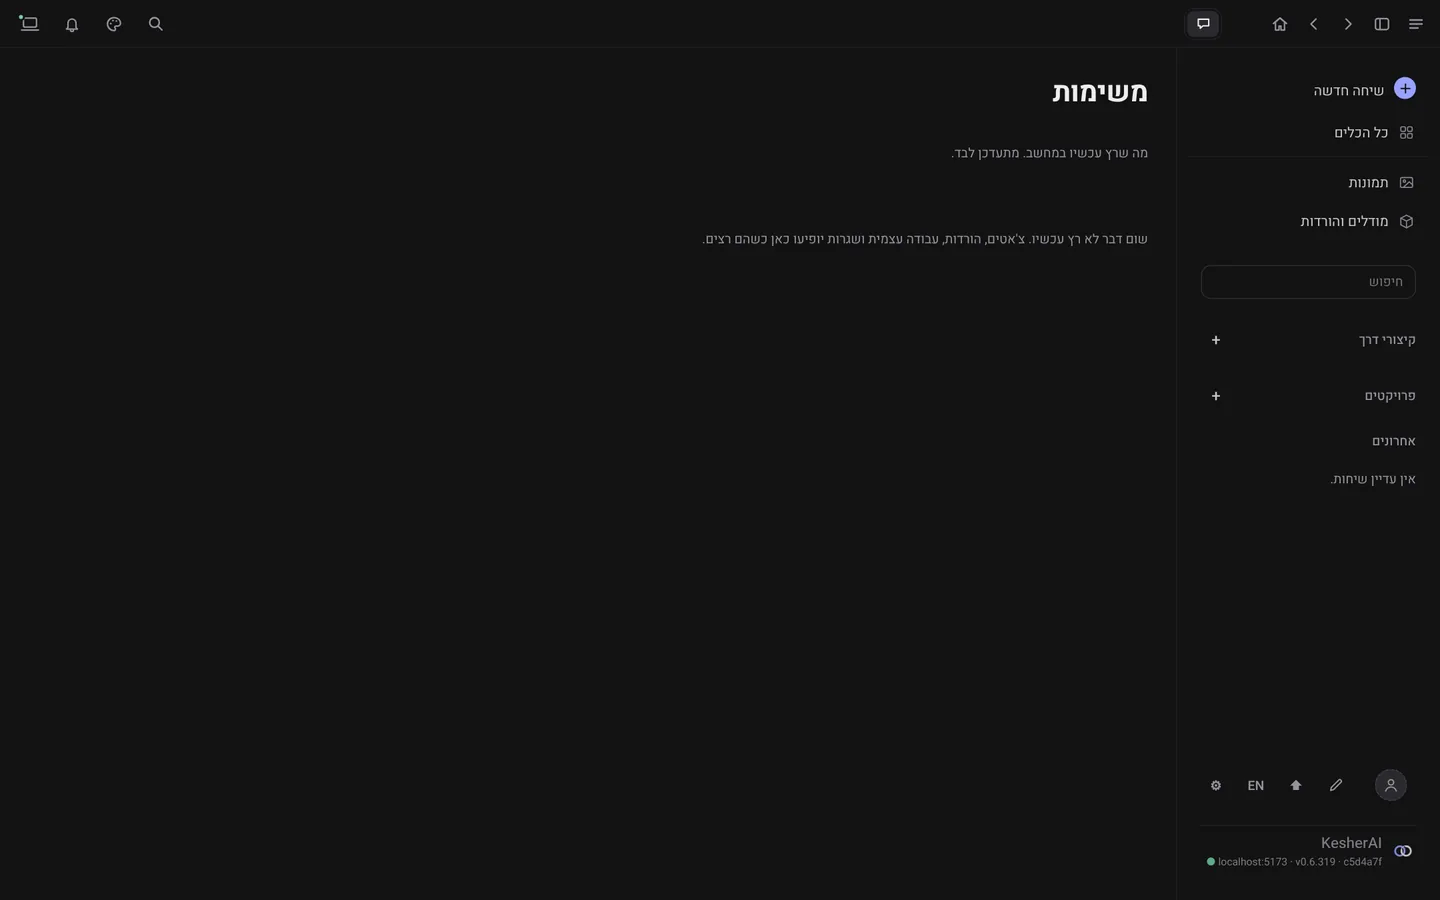 שיחה חדשה
כל הכלים
תמונות
מודלים והורדות
חיפוש
קיצורי דרך
+
פרויקטים
+
אחרונים
אין עדיין שיחות.
EN
KesherAI
localhost:5173 · v0.6.319 · c5d4a7f
משימות
מה שרץ עכשיו במחשב. מתעדכן לבד.
שום דבר לא רץ עכשיו. צ'אטים, הורדות, עבודה עצמית ושגרות יופיעו כאן כשהם רצים.